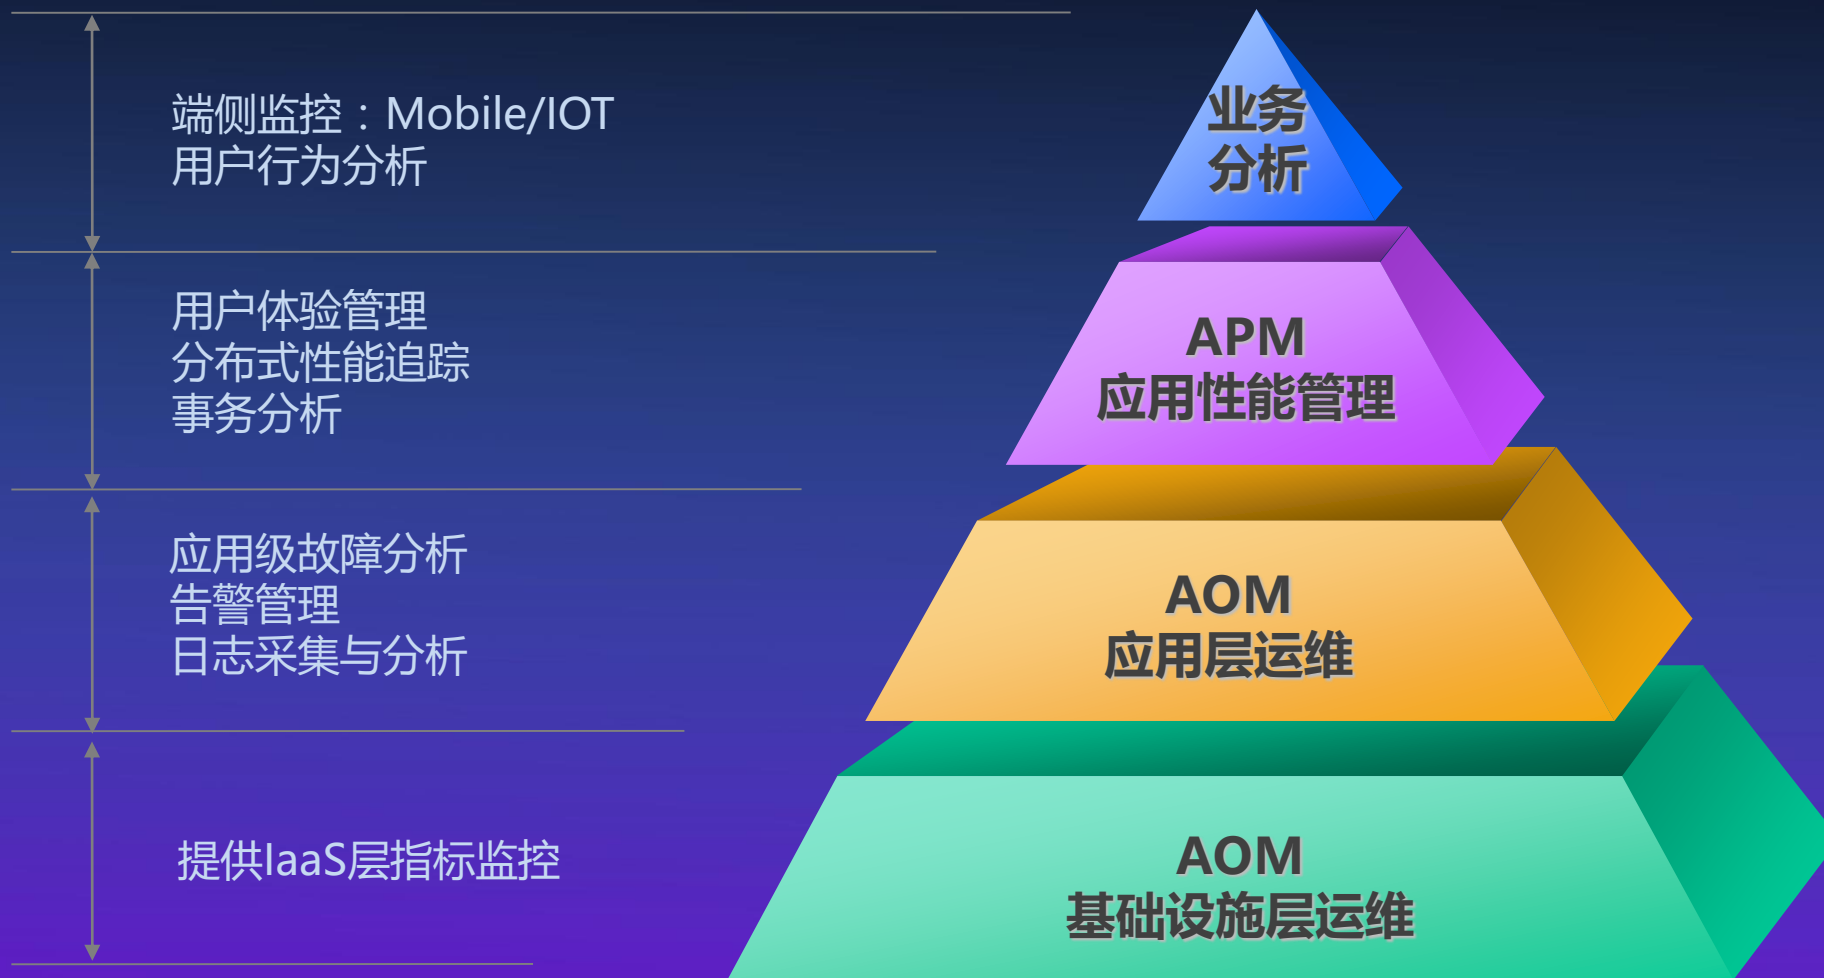 端侧监控：Mobile/IOT
用户行为分析
业务
分析
用户体验管理
分布式性能追踪
事务分析
APM
应用性能管理
应用级故障分析
告警管理
日志采集与分析
AOM
应用层运维
提供IaaS层指标监控
AOM
基础设施层运维